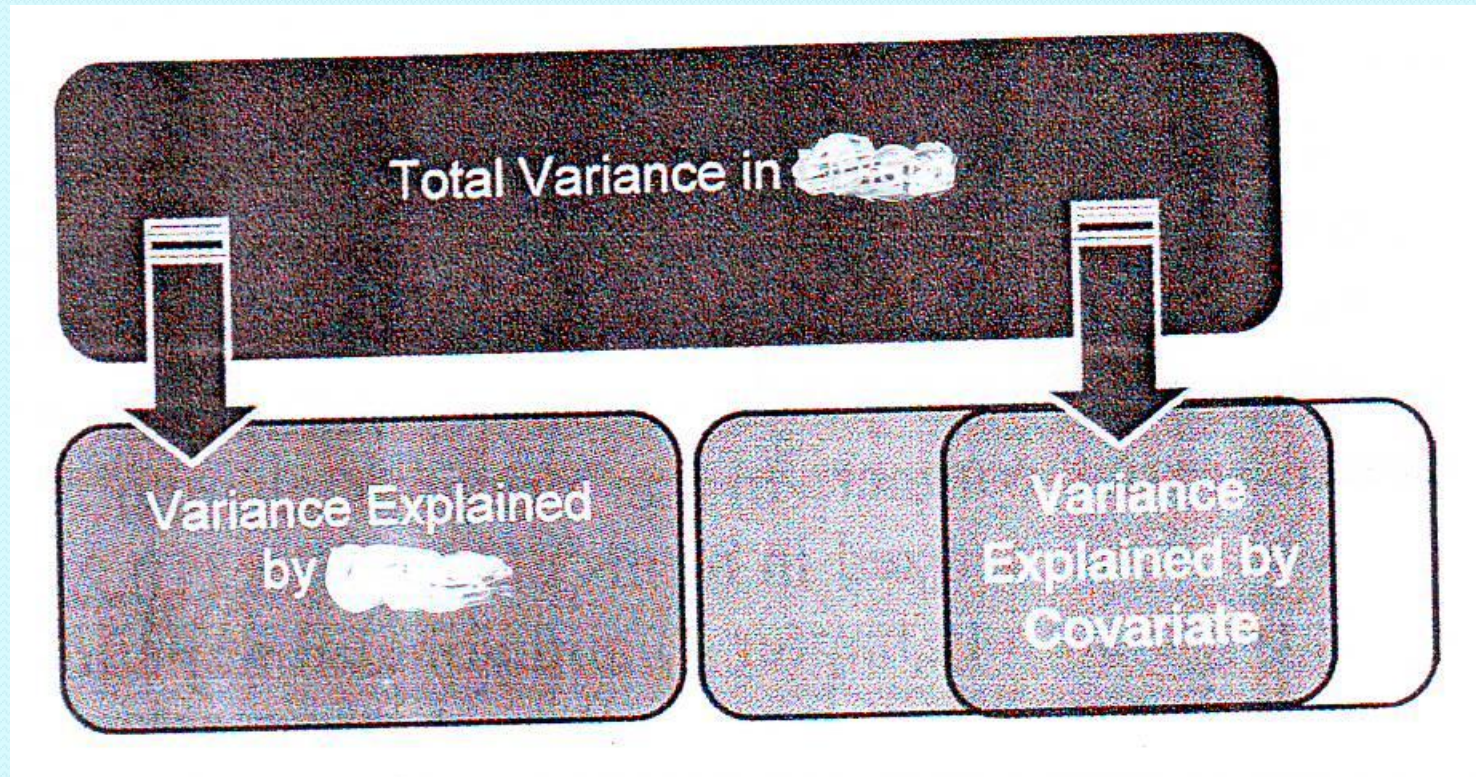 Total Variance in
Variance Explained
by
Variance
Explained by
Covariate